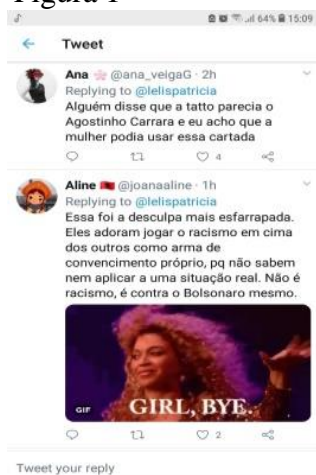 Figura 1
64% 15:09
Tweet
Ana @ana_veigaG · 2h
Replying to @lelispatricia
Alguém disse que a tatto parecia o
Agostinho Carrara e eu acho que a
mulher podia usar essa cartada
4
Aline @joanaaline · 1h
Replying to @lelispatricia
Essa foi a desculpa mais esfarrapada.
Eles adoram jogar o racismo em cima
dos outros como arma de
convencimento próprio, pq não sabem
nem aplicar a uma situação real. Não é
racismo, é contra o Bolsonaro mesmo.
GIF
GIRL, BYE.
2
Tweet your reply